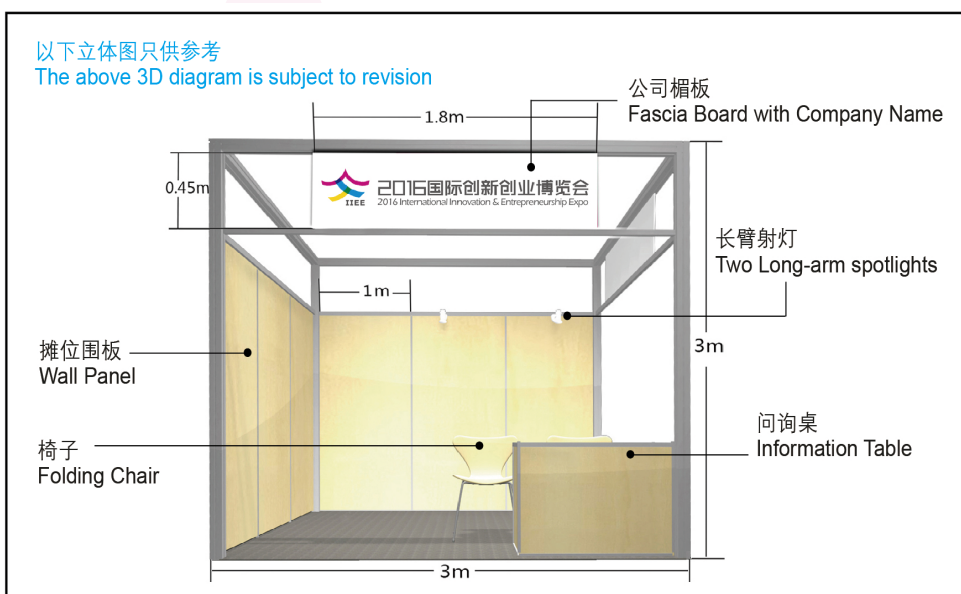 以下立体图只供参考
The above 3D diagram is subject to revision
公司楣板
Fascia Board with Company Name
1.8m
0.45m
IIEE
2016国际创新创业博览会
2016 International Innovation & Entrepreneurship Expo
长臂射灯
Two Long-arm spotlights
1m
3m
摊位围板
Wall Panel
问询桌
Information Table
椅子
Folding Chair
3m